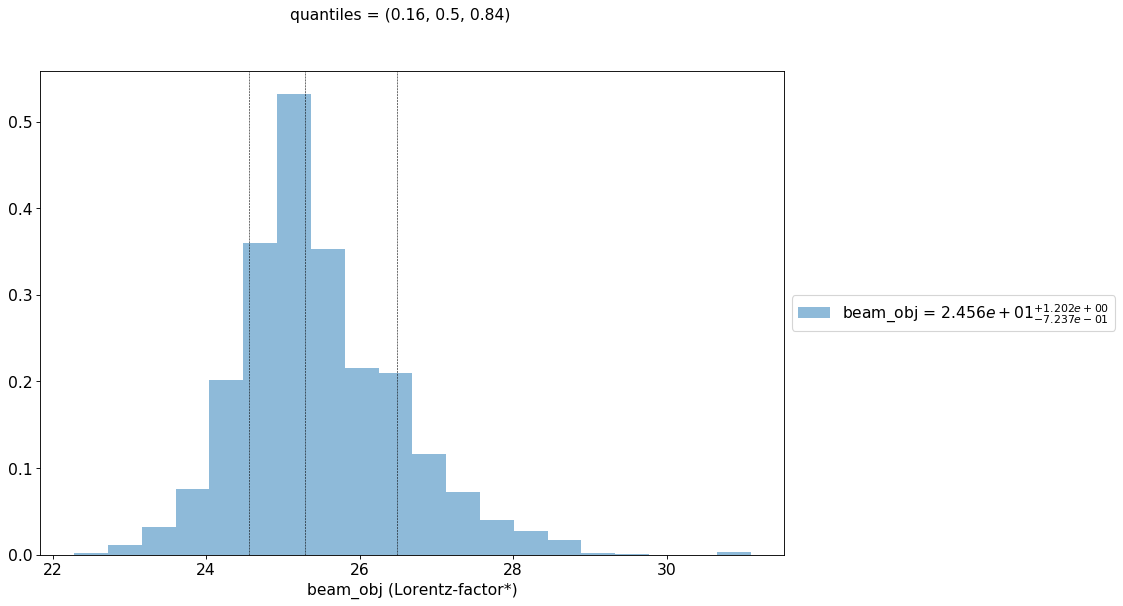 quantiles = (0.16, 0.5, 0.84)
0.5
0.4
0.3
0.2
0.1
0.0
22 24 26 28 30
beam_obj (Lorentz-factor*)
beam_obj = 2.456e + 01 +1.202e + 00 −7.237e − 01